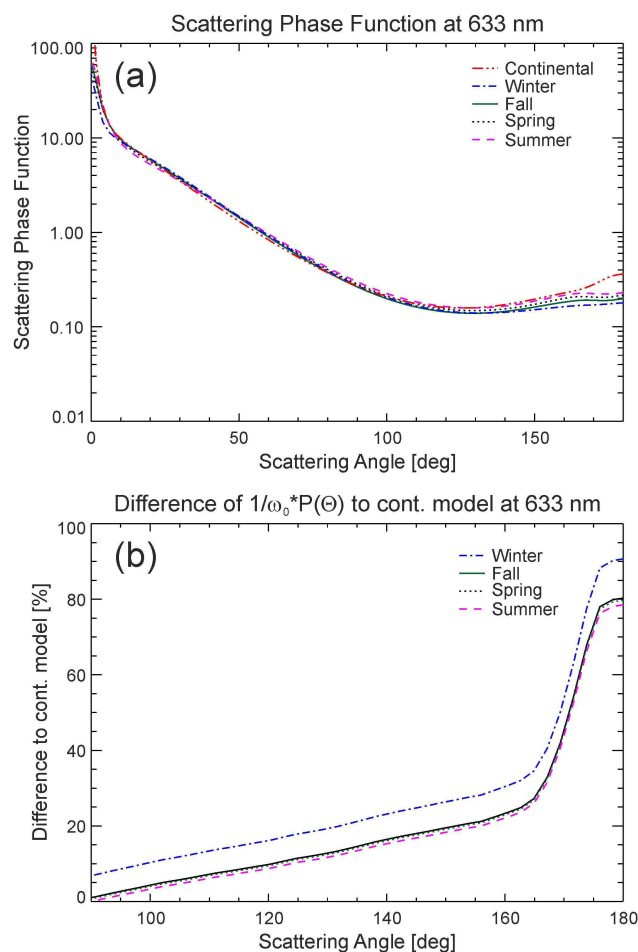 Scattering Phase Function at 633 nm
100.00
10.00
1.00
0.10
0.01
Scattering Phase Function
(a)
Continental
Winter
Fall
Spring
Summer
0
50
100
150
Scattering Angle [deg]
Difference of 1/ω₀*P(Θ) to cont. model at 633 nm
100
80
60
40
20
0
Difference to cont. model [%]
(b)
Winter
Fall
Spring
Summer
100
120
140
160
180
Scattering Angle [deg]